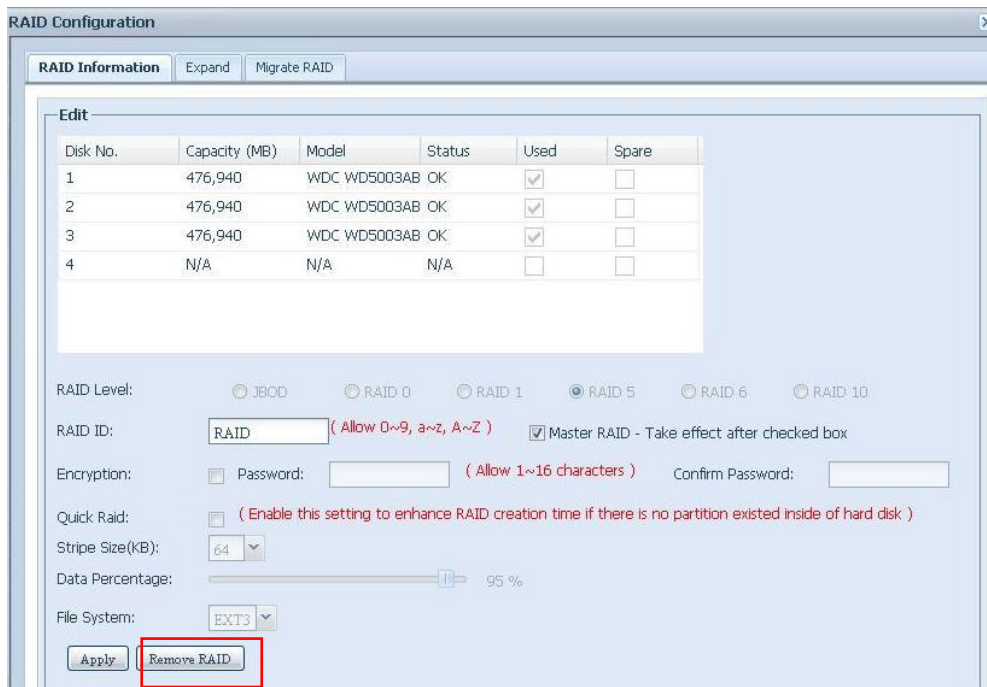 RAID Configuration
RAID Information Expand Migrate RAID
Edit
Disk No. Capacity (MB) Model Status Used Spare
1 476,940 WDC WD5003AB OK
2 476,940 WDC WD5003AB OK
3 476,940 WDC WD5003AB OK
4 N/A N/A N/A
RAID Level: JBOD RAID 0 RAID 1 RAID 5 RAID 6 RAID 10
RAID ID: RAID ( Allow 0~9, a~z, A~Z ) Master RAID - Take effect after checked box
Encryption: Password: ( Allow 1~16 characters ) Confirm Password:
Quick Raid: ( Enable this setting to enhance RAID creation time if there is no partition existed inside of hard disk )
Stripe Size(KB): 64
Data Percentage: 95 %
File System: EXT3
Apply Remove RAID